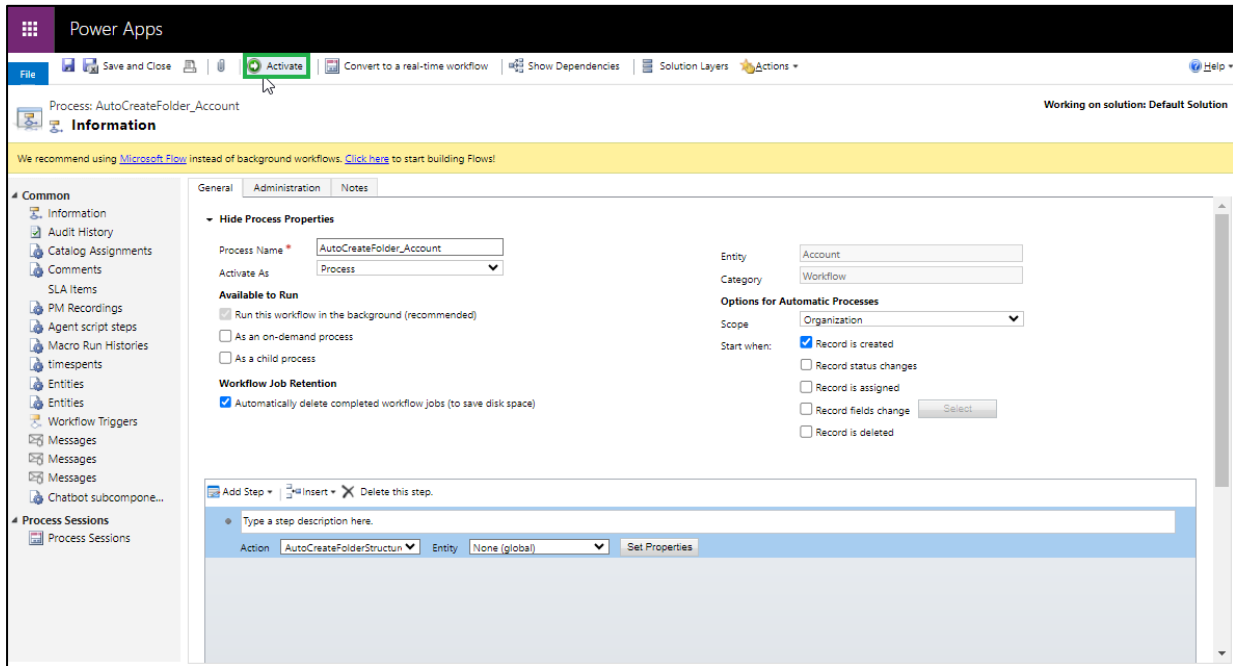 Power Apps
File Save and Close Activate Convert to a real-time workflow Show Dependencies Solution Layers Actions Help
Process: AutoCreateFolder_Account
Information
Working on solution: Default Solution
We recommend using Microsoft Flow instead of background workflows. Click here to start building Flows!
Common
Information
Audit History
Catalog Assignments
Comments
SLA Items
PM Recordings
Agent script steps
Macro Run Histories
timespents
Entities
Entities
Workflow Triggers
Messages
Messages
Messages
Chatbot subcompone...
Process Sessions
Process Sessions
General Administration Notes
Hide Process Properties
Process Name * AutoCreateFolder_Account
Activate As Process
Available to Run
Run this workflow in the background (recommended)
As an on-demand process
As a child process
Workflow Job Retention
Automatically delete completed workflow jobs (to save disk space)
Entity Account
Category Workflow
Options for Automatic Processes
Scope Organization
Start when: Record is created
Record status changes
Record is assigned
Record fields change Select
Record is deleted
Add Step Insert Delete this step.
Type a step description here.
Action AutoCreateFolderStructur Entity None (global) Set Properties